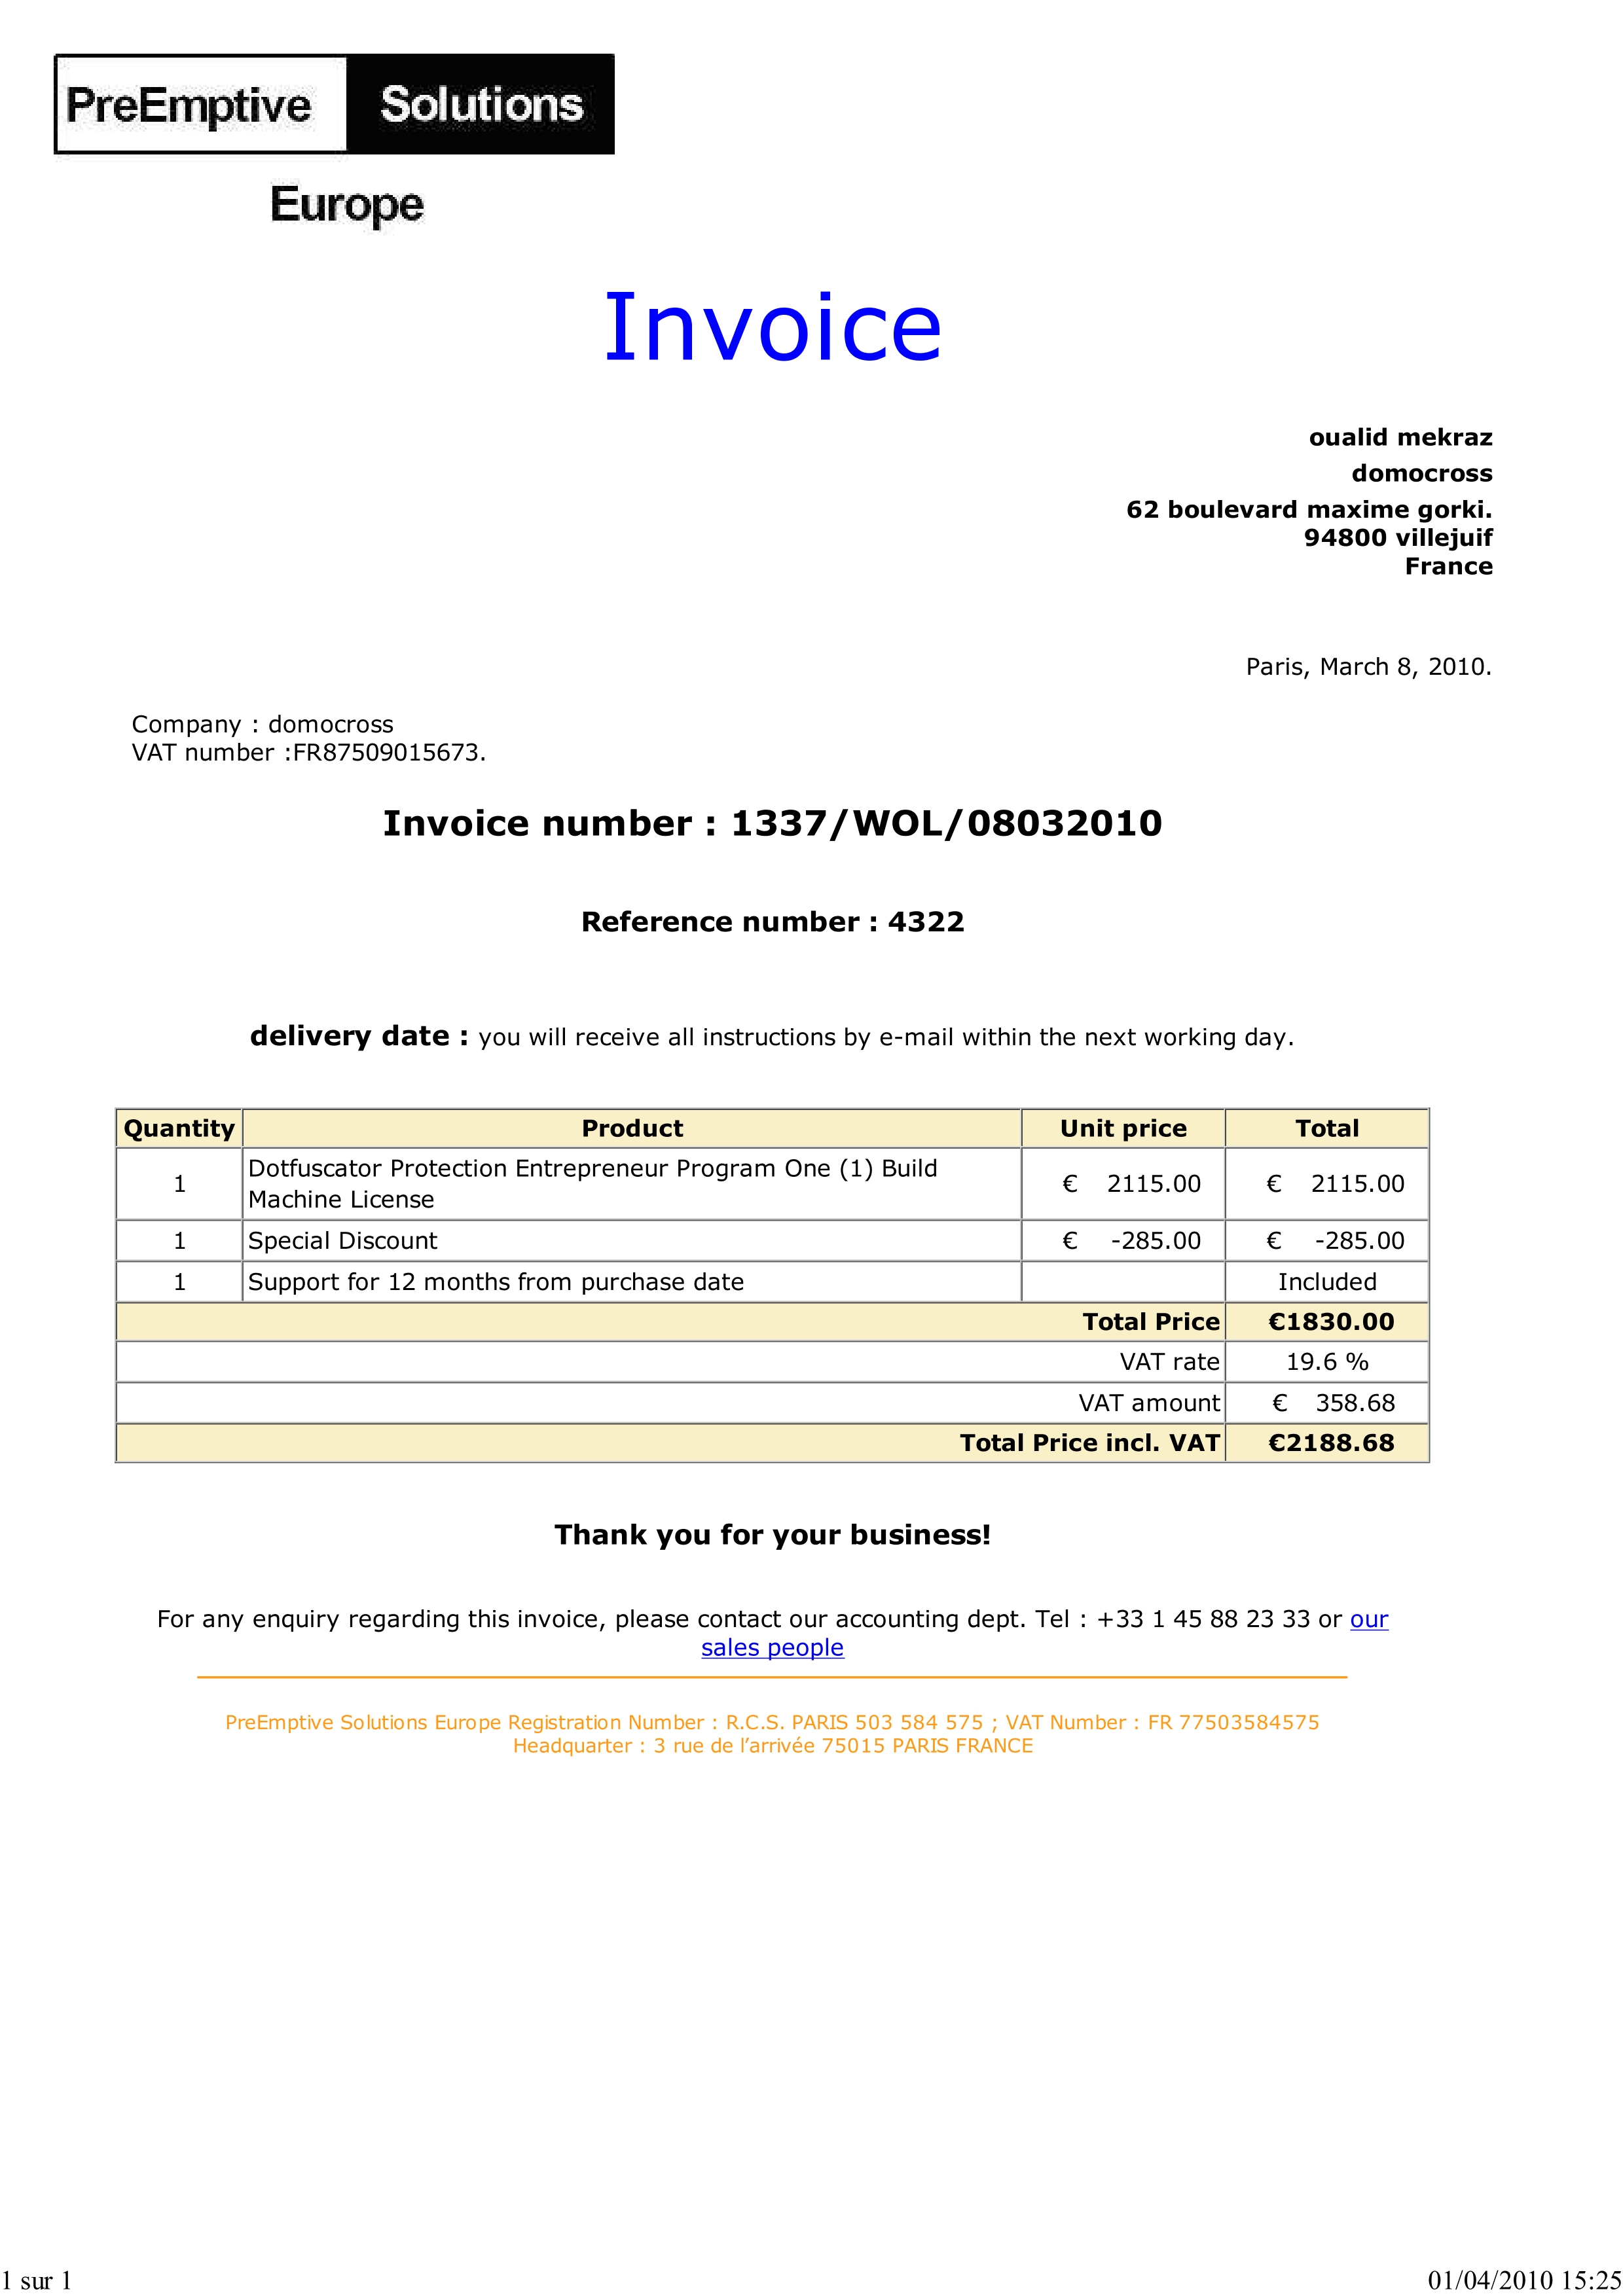 PreEmptive Solutions
Europe
Invoice
oualid mekraz
domocross
62 boulevard maxime gorki.
94800 villejuif
France
Paris, March 8, 2010.
Company : domocross
VAT number :FR87509015673.
Invoice number : 1337/WOL/08032010
Reference number : 4322
delivery date : you will receive all instructions by e-mail within the next working day.
Quantity Product Unit price Total
1 Dotfuscator Protection Entrepreneur Program One (1) Build
Machine License € 2115.00 € 2115.00
1 Special Discount € -285.00 € -285.00
1 Support for 12 months from purchase date Included
Total Price €1830.00
VAT rate 19.6 %
VAT amount € 358.68
Total Price incl. VAT €2188.68
Thank you for your business!
For any enquiry regarding this invoice, please contact our accounting dept. Tel : +33 1 45 88 23 33 or our
sales people
PreEmptive Solutions Europe Registration Number : R.C.S. PARIS 503 584 575 ; VAT Number : FR 77503584575
Headquarter : 3 rue de l’arrivée 75015 PARIS FRANCE
1 sur 1 01/04/2010 15:25